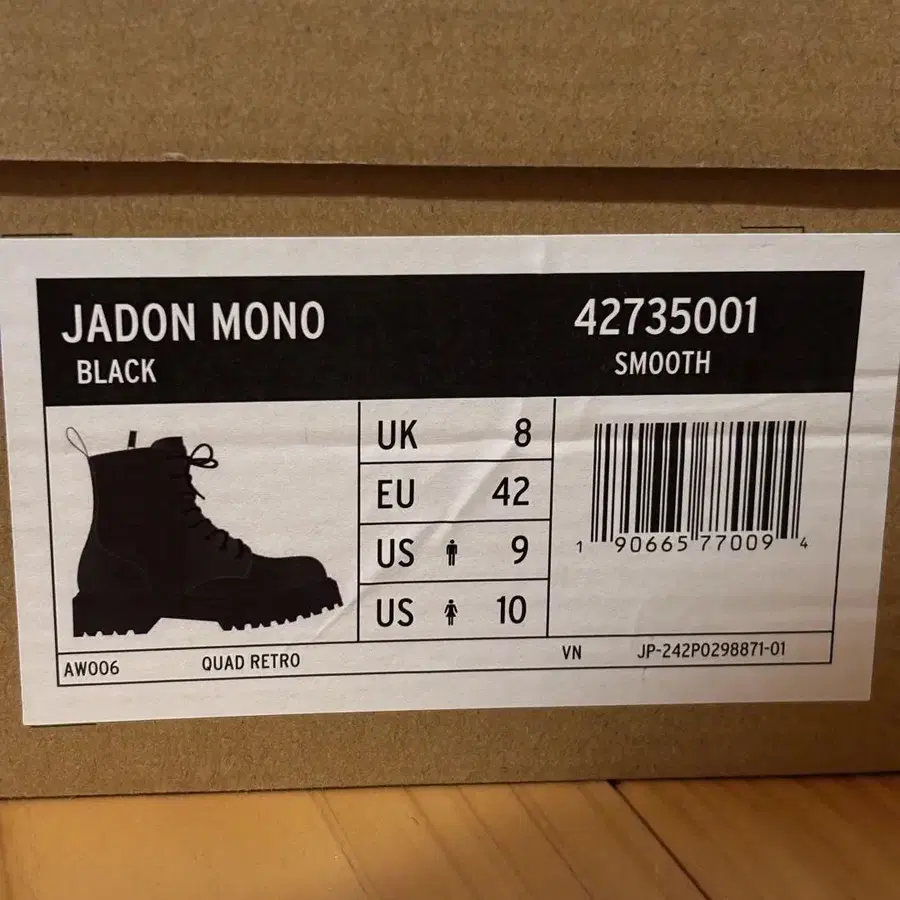 JADON MONO
BLACK
42735001
SMOOTH
UK 8
EU 42
US 9
US 10
1 90665 77009 4
AW006 QUAD RETRO VN JP-242P0298871-01